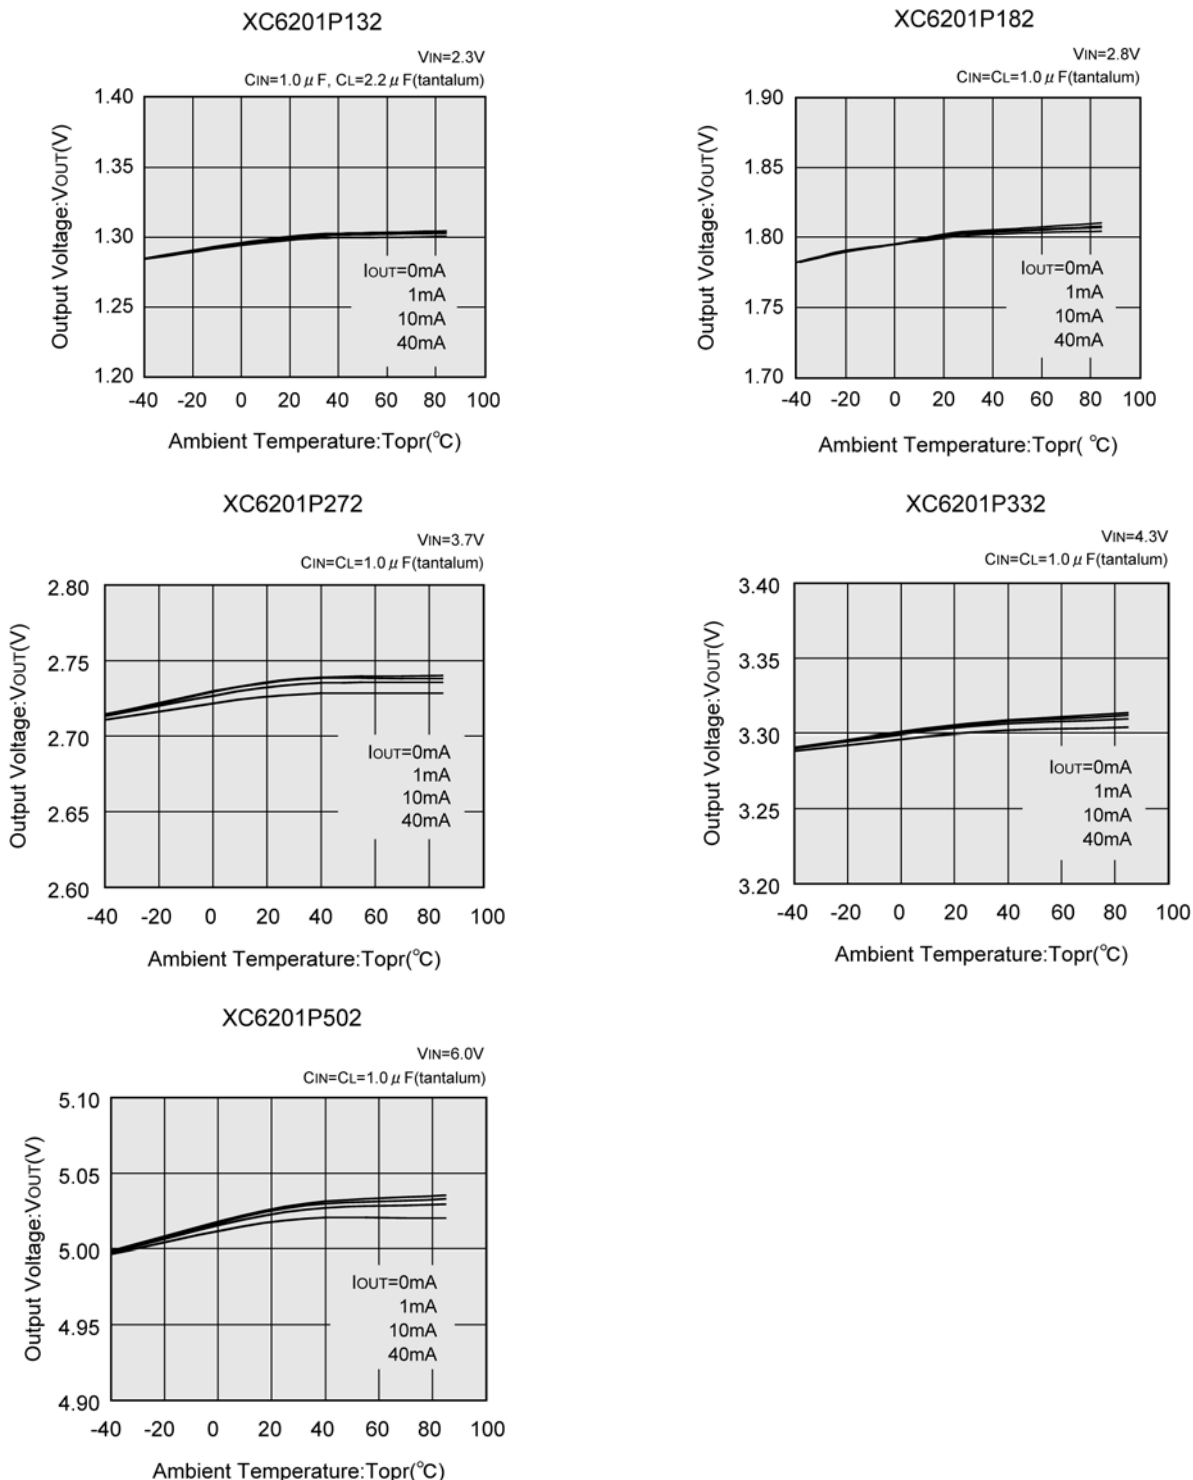 XC6201P132
VIN=2.3V
CIN=1.0 μ F, CL=2.2 μ F(tantalum)
Output Voltage:VOUT(V)
1.40
1.35
1.30
1.25
1.20
IOUT=0mA
1mA
10mA
40mA
-40 -20 0 20 40 60 80 100
Ambient Temperature:Topr(℃)
XC6201P182
VIN=2.8V
CIN=CL=1.0 μ F(tantalum)
Output Voltage:VOUT(V)
1.90
1.85
1.80
1.75
1.70
IOUT=0mA
1mA
10mA
40mA
-40 -20 0 20 40 60 80 100
Ambient Temperature:Topr( ℃)
XC6201P272
VIN=3.7V
CIN=CL=1.0 μ F(tantalum)
Output Voltage:VOUT(V)
2.80
2.75
2.70
2.65
2.60
IOUT=0mA
1mA
10mA
40mA
-40 -20 0 20 40 60 80 100
Ambient Temperature:Topr(℃)
XC6201P332
VIN=4.3V
CIN=CL=1.0 μ F(tantalum)
Output Voltage:VOUT(V)
3.40
3.35
3.30
3.25
3.20
IOUT=0mA
1mA
10mA
40mA
-40 -20 0 20 40 60 80 100
Ambient Temperature:Topr(℃)
XC6201P502
VIN=6.0V
CIN=CL=1.0 μ F(tantalum)
Output Voltage:VOUT(V)
5.10
5.05
5.00
4.95
4.90
IOUT=0mA
1mA
10mA
40mA
-40 -20 0 20 40 60 80 100
Ambient Temperature:Topr(℃)